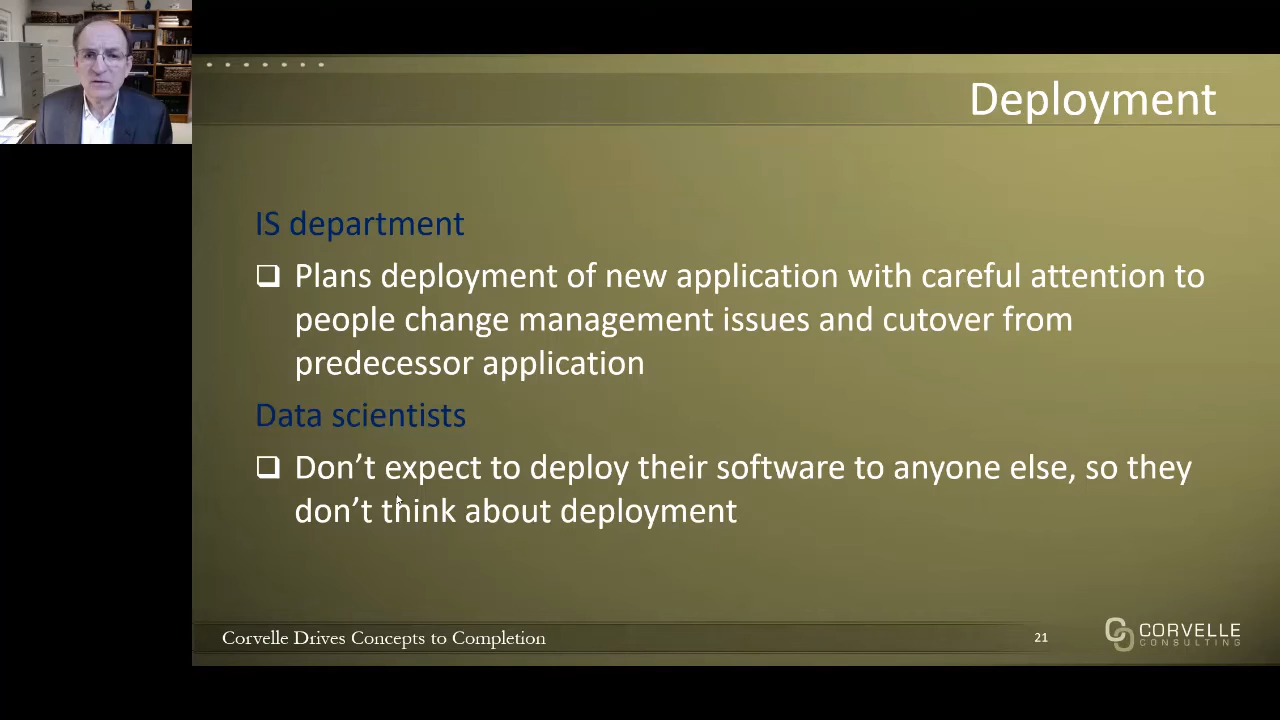 Deployment
IS department
Plans deployment of new application with careful attention to
people change management issues and cutover from
predecessor application
Data scientists
Don’t expect to deploy their software to anyone else, so they
don’t think about deployment
Corvelle Drives Concepts to Completion
21
CORVELLE
CONSULTING